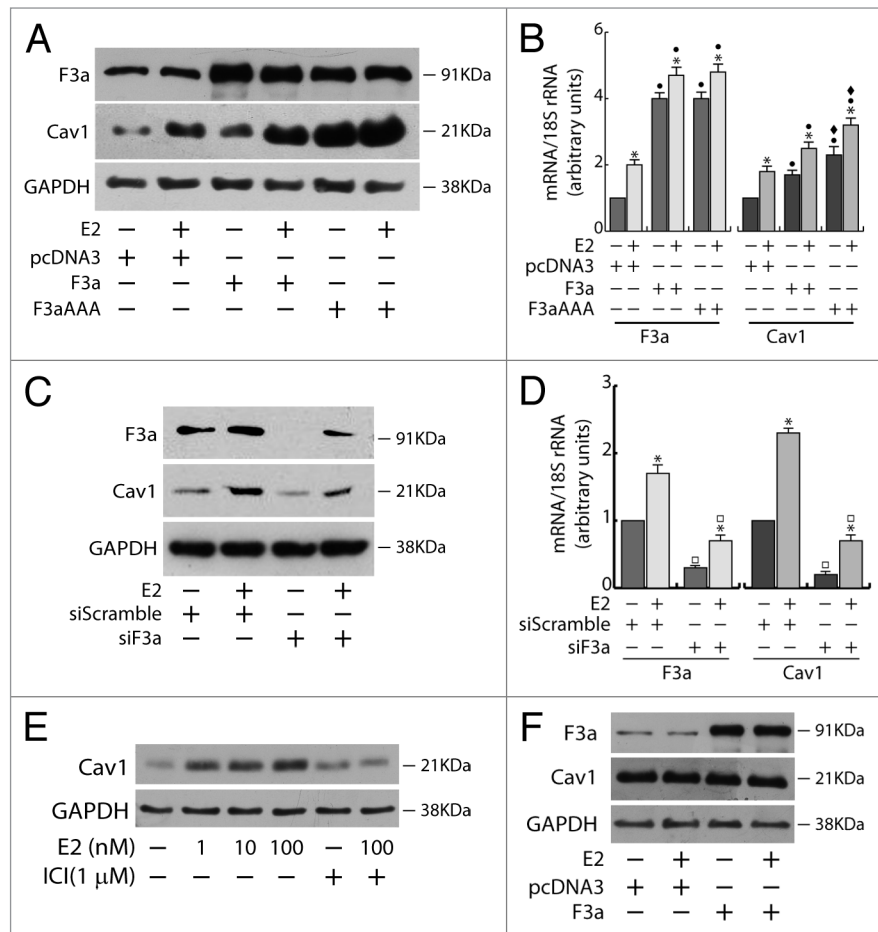 A
F3a
91KDa
Cav1
21KDa
GAPDH
38KDa
E2 − + − + − +
pcDNA3 + + − − − −
F3a − − + + − −
F3aAAA − − − − + +
B
mRNA/18S rRNA
(arbitrary units)
6
4
2
0
* • •* • •* * • •* ♦• ♦•*
E2 − + − + − + − + − + − +
pcDNA3 + + − − − − + + − − − −
F3a − − + + − − − − + + − −
F3aAAA − − − − + + − − − − + +
F3a Cav1
C
F3a
91KDa
Cav1
21KDa
GAPDH
38KDa
E2 − + − +
siScramble + + − −
siF3a − − + +
D
mRNA/18S rRNA
(arbitrary units)
3
2
1
0
* □ □* * □ □*
E2 − + − + − + − +
siScramble + + − − + + − −
siF3a − − + + − − + +
F3a Cav1
E
Cav1
21KDa
GAPDH
38KDa
E2 (nM) − 1 10 100 − 100
ICI(1 μM) − − − − + +
F
F3a
91KDa
Cav1
21KDa
GAPDH
38KDa
E2 − + − +
pcDNA3 + + − −
F3a − − + +